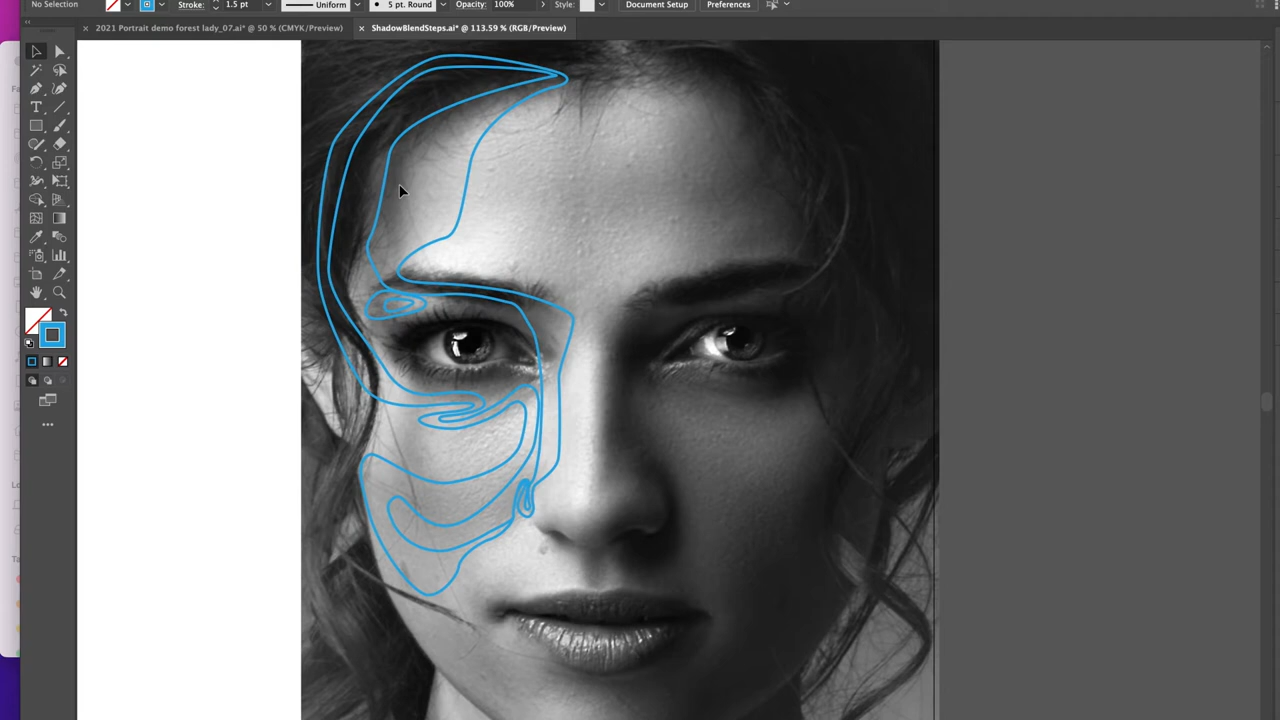 No Selection Stroke: 1.5 pt Uniform 5 pt. Round Opacity: 100% Style: Document Setup Preferences
2021 Portrait demo forest lady_07.ai* @ 50 % (CMYK/Preview) ShadowBlendSteps.ai* @ 113.59 % (RGB/Preview)